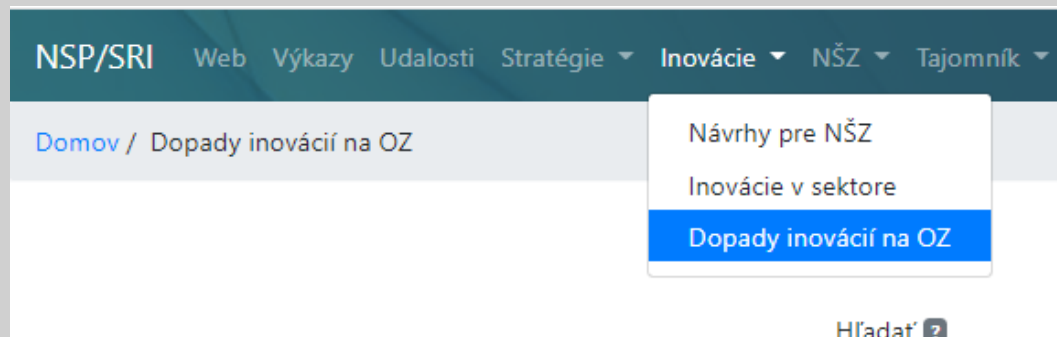 NSP/SRI Web Výkazy Udalosti Stratégie Inovácie NŠZ Tajomník
Domov / Dopady inovácií na OZ
Návrhy pre NŠZ
Inovácie v sektore
Dopady inovácií na OZ
Hľadať ?